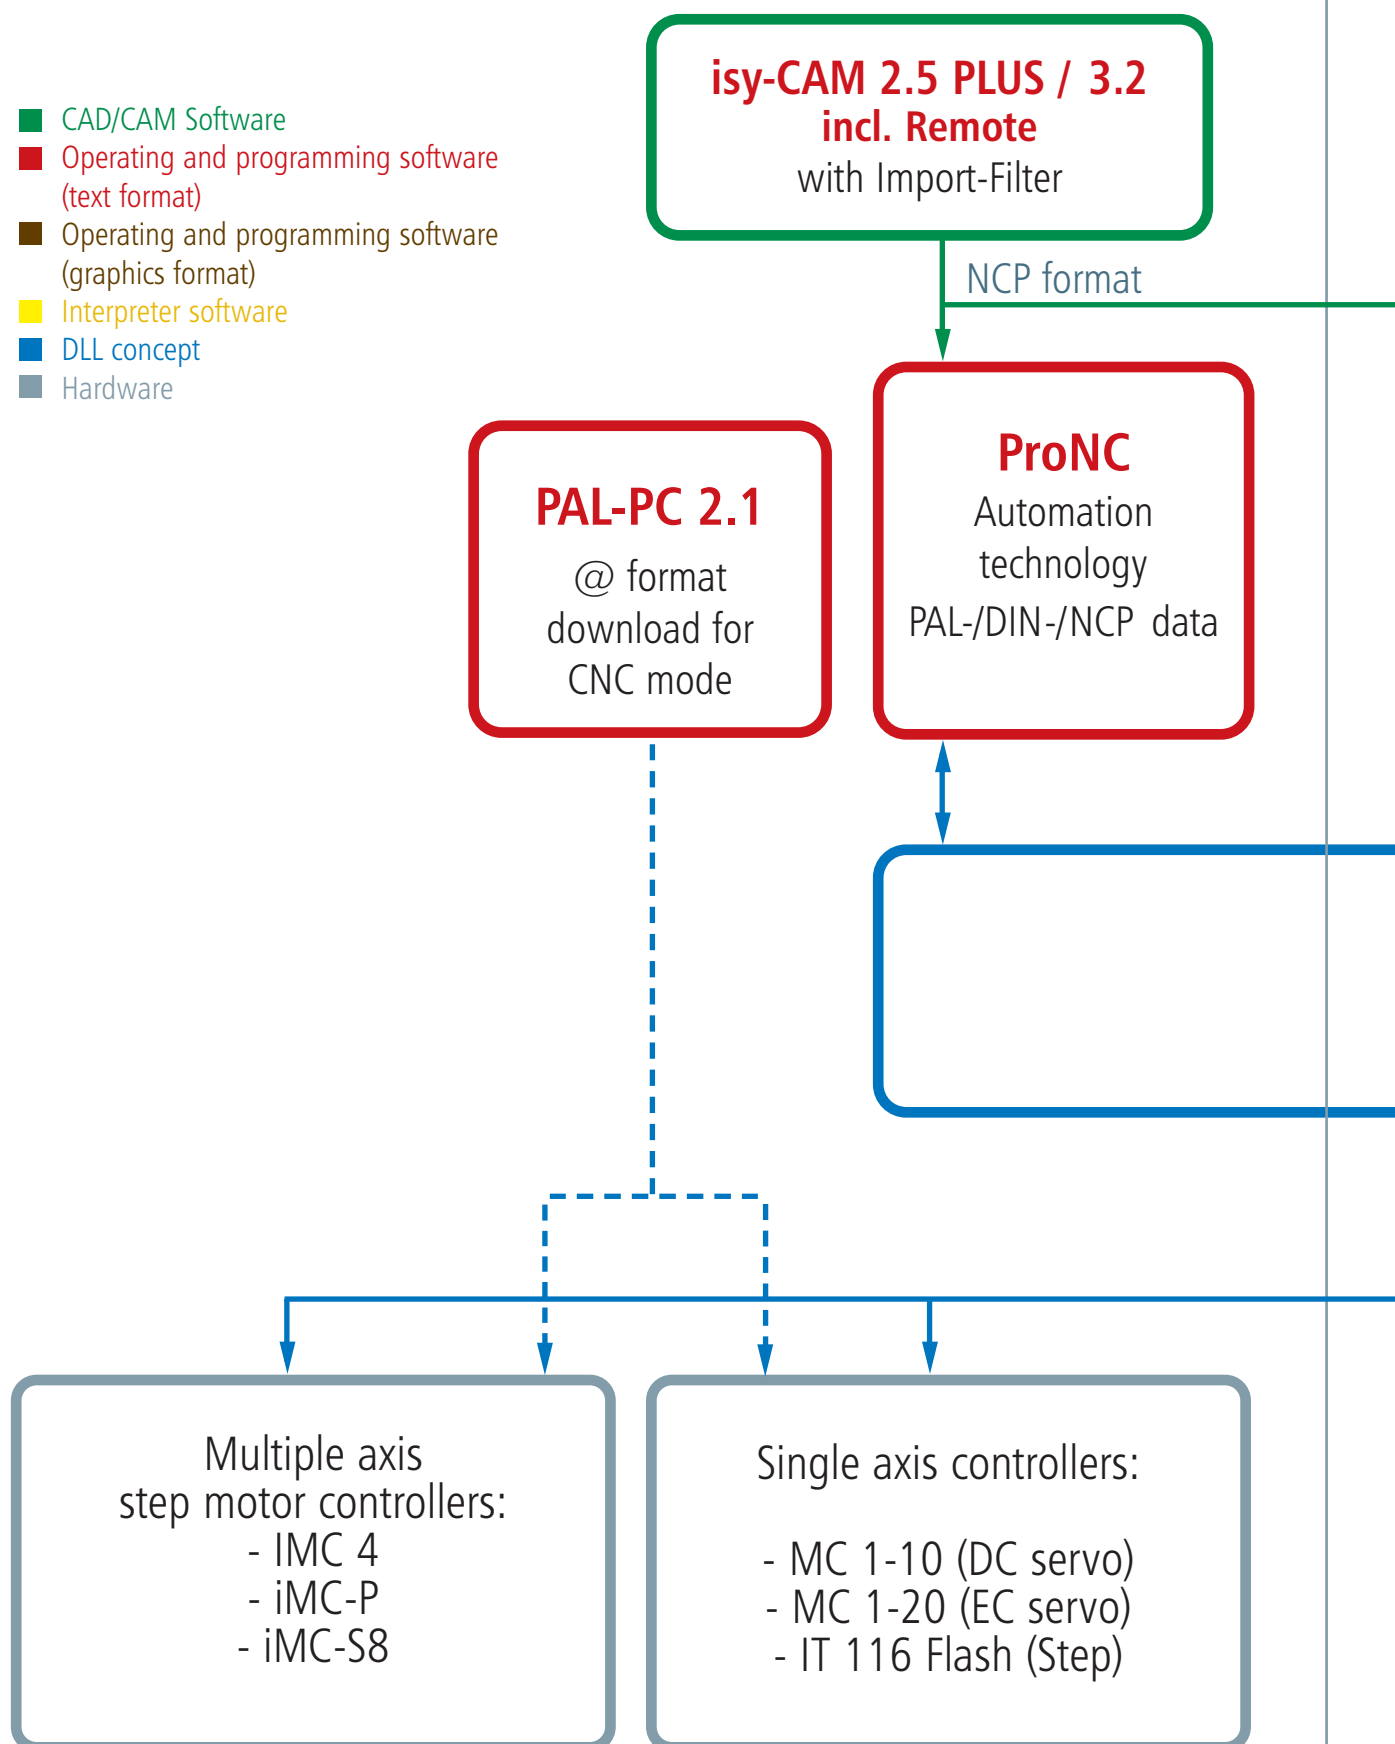 isy-CAM 2.5 PLUS / 3.2
incl. Remote
with Import-Filter
CAD/CAM Software
Operating and programming software
(text format)
Operating and programming software
(graphics format)
Interpreter software
DLL concept
Hardware
NCP format
ProNC
Automation
technology
PAL-/DIN-/NCP data
PAL-PC 2.1
@ format
download for
CNC mode
Multiple axis
step motor controllers:
- IMC 4
- iMC-P
- iMC-S8
Single axis controllers:
- MC 1-10 (DC servo)
- MC 1-20 (EC servo)
- IT 116 Flash (Step)